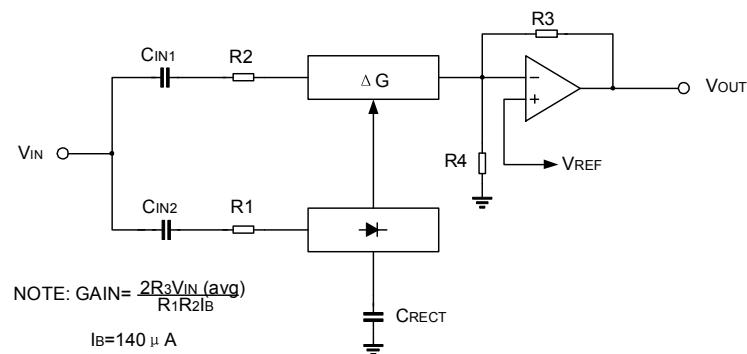 CIN1
R2
ΔG
R3
−
+
VOUT
VIN
R4
VREF
CIN2
R1
NOTE: GAIN= 2R3VIN (avg)
R1R2IB
CRECT
IB=140 μ A